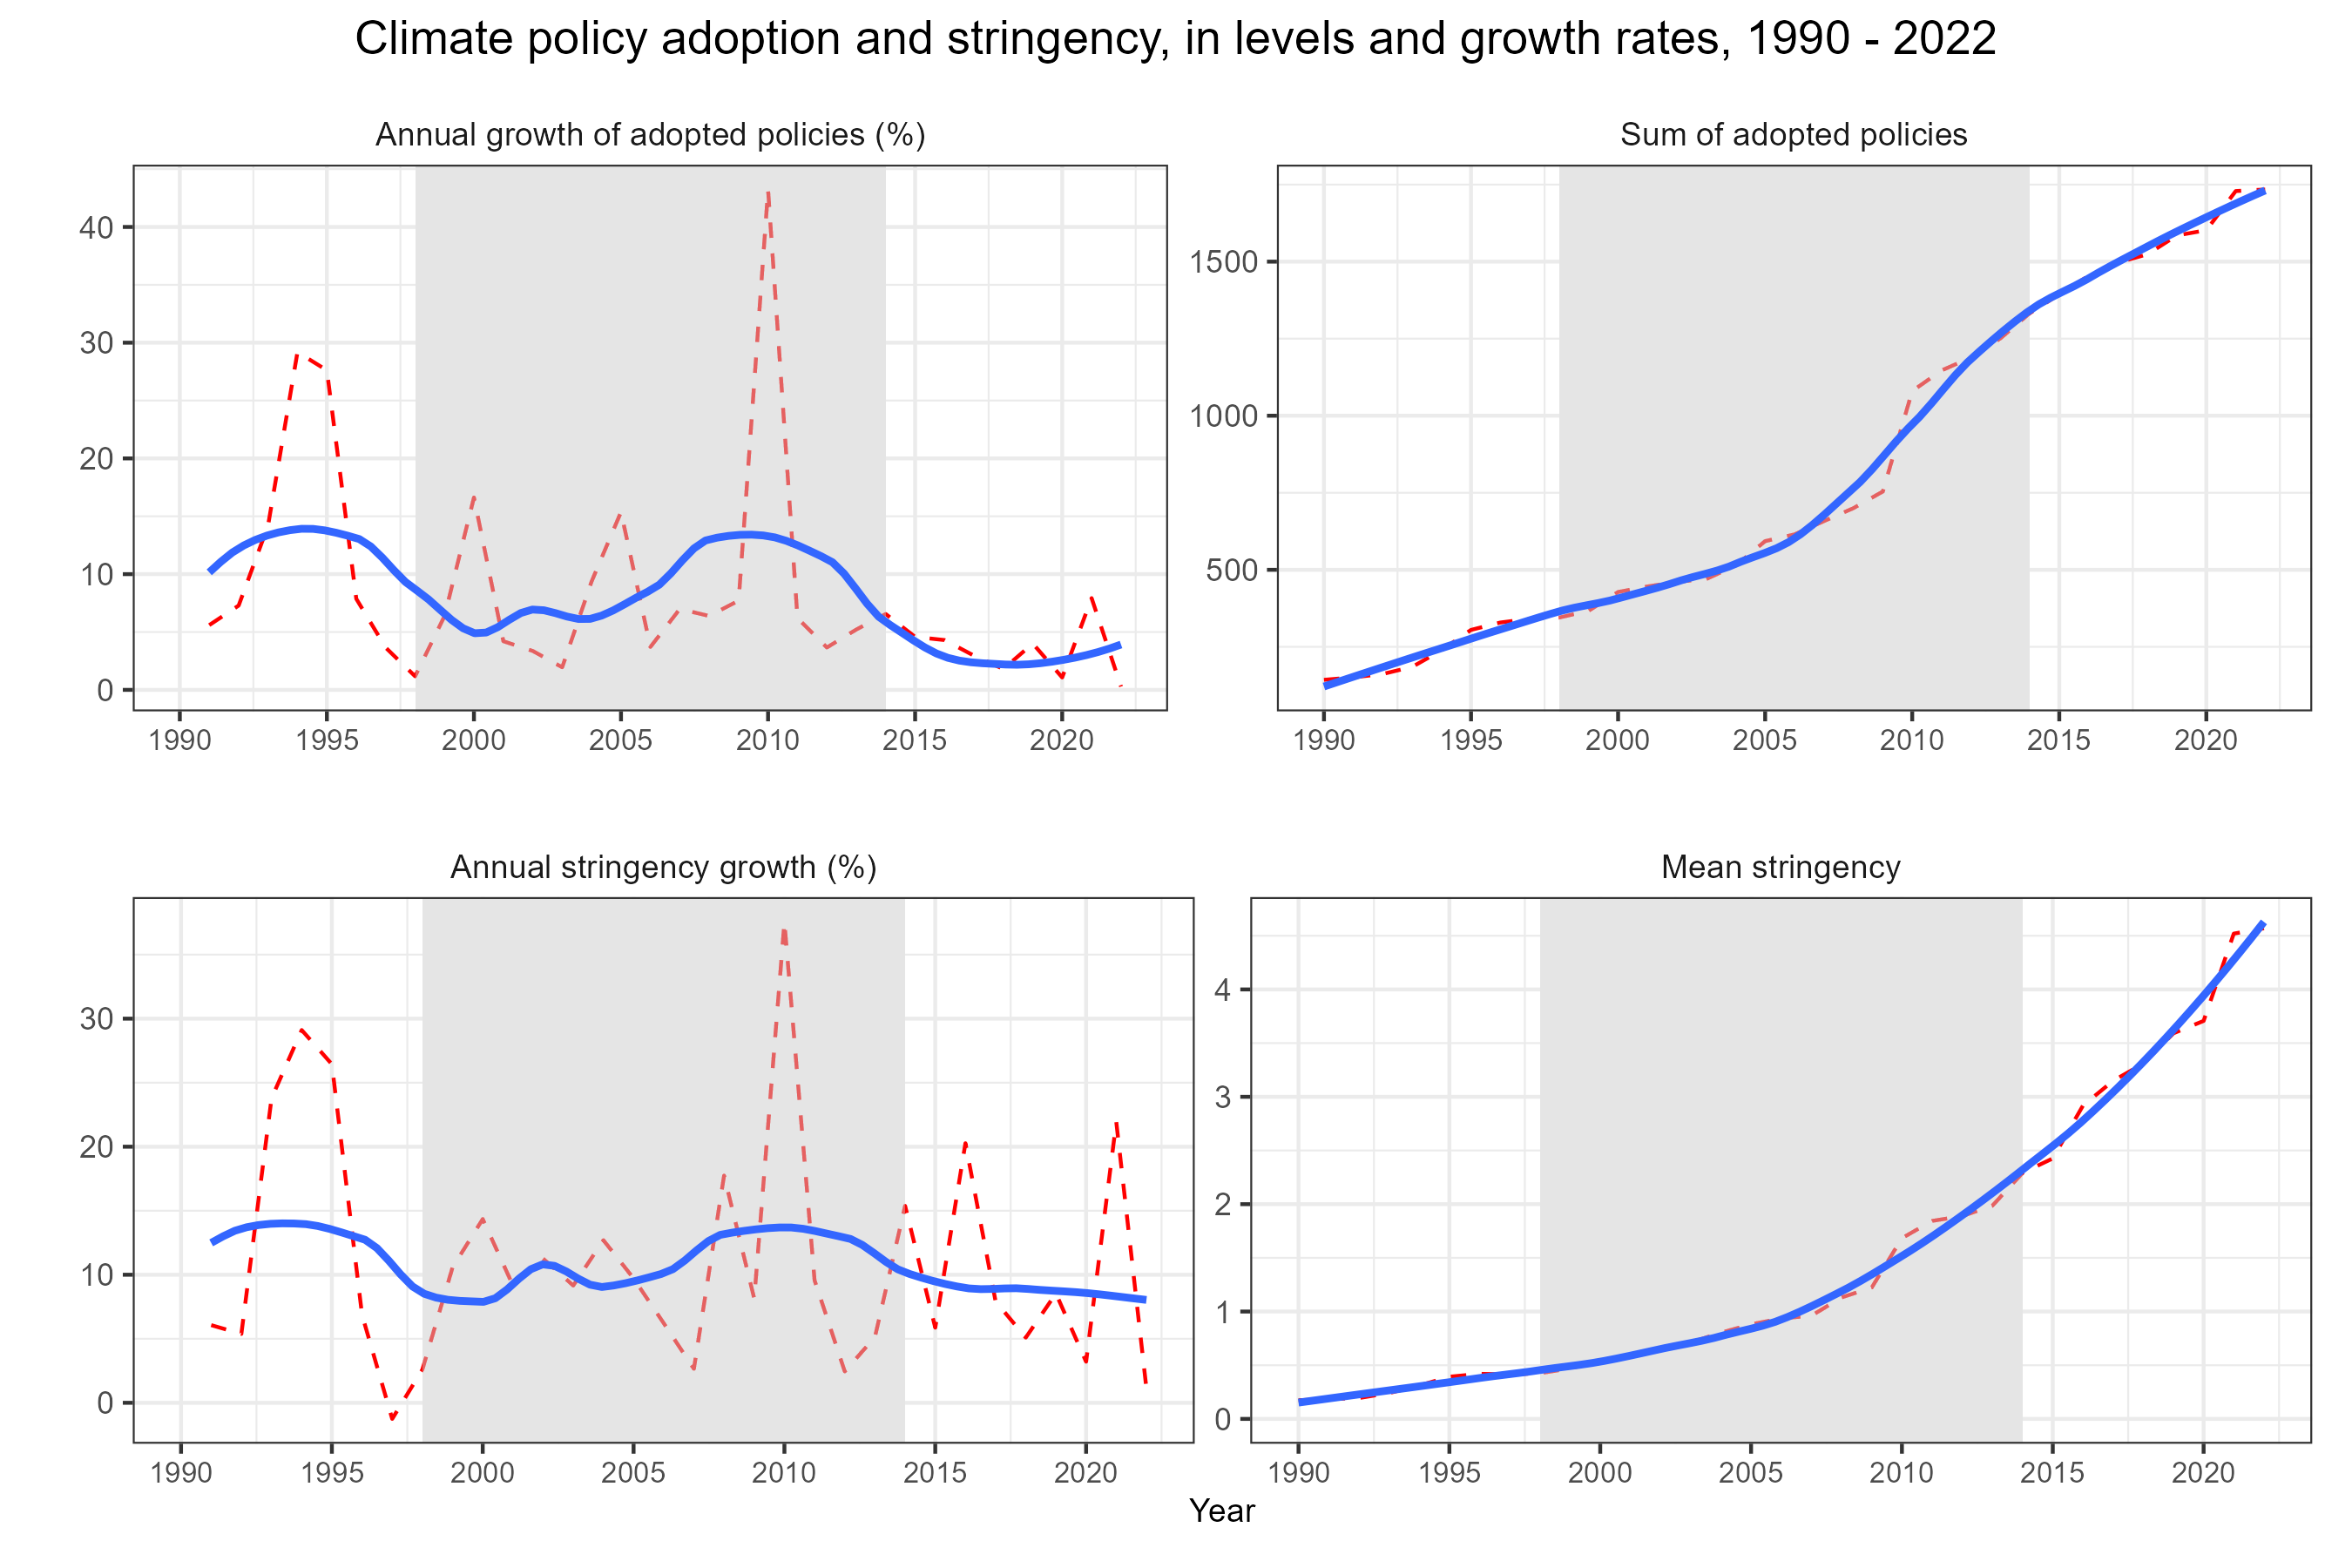 Climate policy adoption and stringency, in levels and growth rates, 1990 - 2022
Annual growth of adopted policies (%)
40
30
20
10
0
1990 1995 2000 2005 2010 2015 2020
Sum of adopted policies
1500
1000
500
1990 1995 2000 2005 2010 2015 2020
Annual stringency growth (%)
30
20
10
0
1990 1995 2000 2005 2010 2015 2020
Mean stringency
4
3
2
1
0
1990 1995 2000 2005 2010 2015 2020
Year